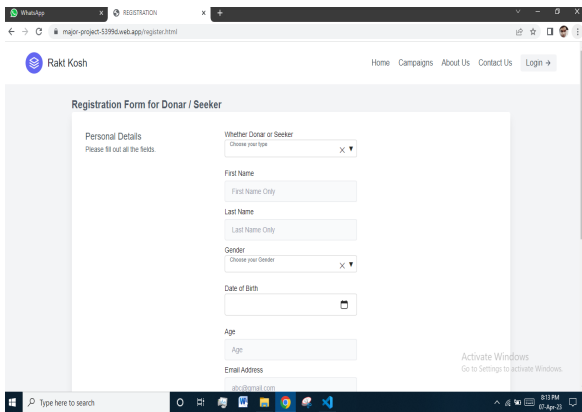 WhatsApp
REGISTRATION
major-project-5399d.web.app/register.html
Rakt Kosh
Home Campaigns About Us Contact Us Login →
Registration Form for Donar / Seeker
Personal Details
Please fill out all the fields.
Whether Donar or Seeker
Choose your type
First Name
First Name Only
Last Name
Last Name Only
Gender
Choose your Gender
Date of Birth
Age
Age
Email Address
abc@gmail.com
Activate Windows
Go to Settings to activate Windows.
Type here to search
8:13 PM
07-Apr-23